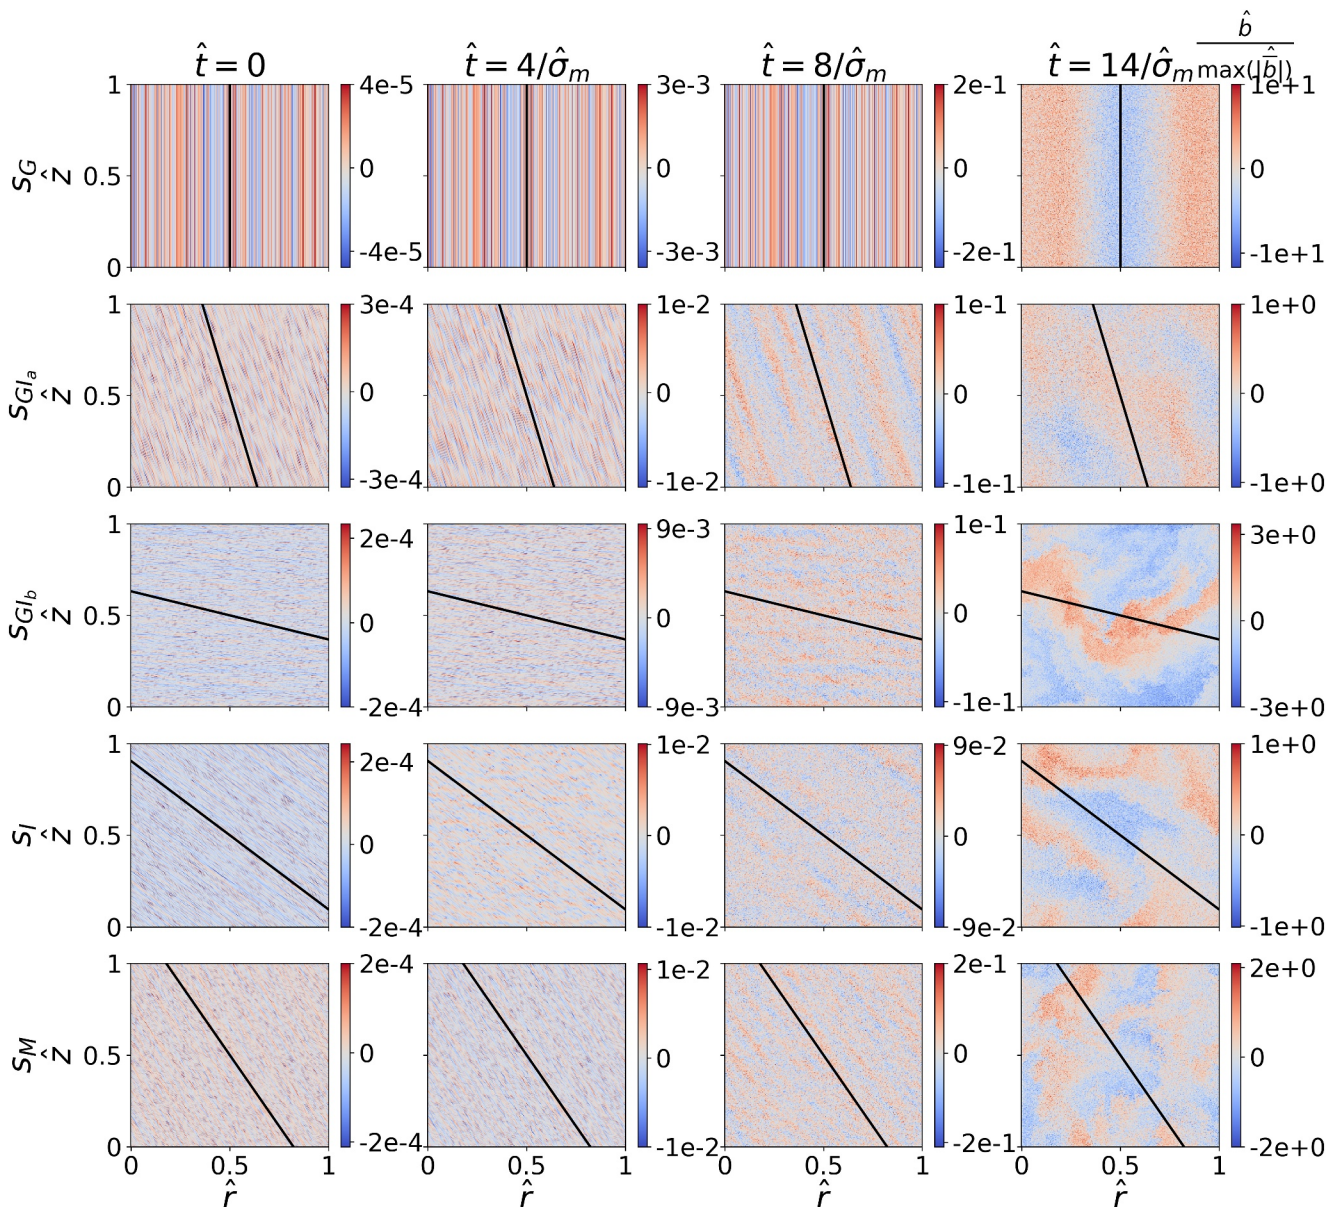 t̂ = 0 t̂ = 4/σ̂ₘ t̂ = 8/σ̂ₘ t̂ = 14/σ̂ₘ b̂ / max(|b̄̂|)
S_G ẑ 1 0.5 0 4e-5 0 -4e-5 3e-3 0 -3e-3 2e-1 0 -2e-1 1e+1 0 -1e+1
S_{GI_a} ẑ 1 0.5 0 3e-4 0 -3e-4 1e-2 0 -1e-2 1e-1 0 -1e-1 1e+0 0 -1e+0
S_{GI_b} ẑ 1 0.5 0 2e-4 0 -2e-4 9e-3 0 -9e-3 1e-1 0 -1e-1 3e+0 0 -3e+0
S_I ẑ 1 0.5 0 2e-4 0 -2e-4 1e-2 0 -1e-2 9e-2 0 -9e-2 1e+0 0 -1e+0
S_M ẑ 1 0.5 0 2e-4 0 -2e-4 1e-2 0 -1e-2 2e-1 0 -2e-1 2e+0 0 -2e+0
0 0.5 1 0 0.5 1 0 0.5 1 0 0.5 1
r̂ r̂ r̂ r̂